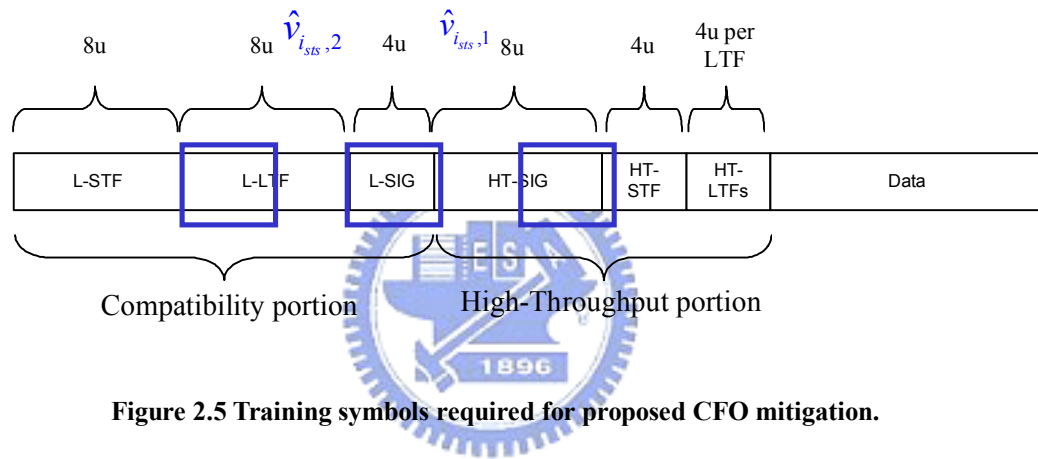 8u 8u v̂_{i_{sts},2} 4u v̂_{i_{sts},1} 8u 4u 4u per
LTF
L-STF L-LTF L-SIG HT-SIG HT-
STF HT-
LTFs Data
Compatibility portion High-Throughput portion
E S A
1896
Figure 2.5 Training symbols required for proposed CFO mitigation.